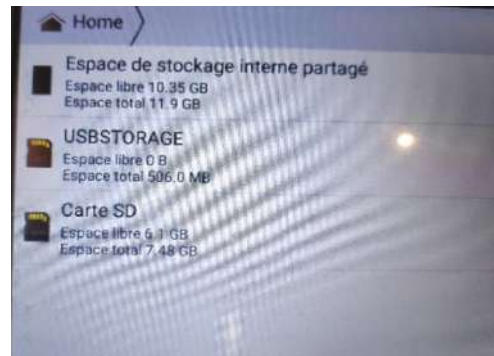 Home
Espace de stockage interne partagé
Espace libre 10.35 GB
Espace total 11.9 GB
USBSTORAGE
Espace libre 0 B
Espace total 506.0 MB
Carte SD
Espace libre 6.1 GB
Espace total 7.48 GB